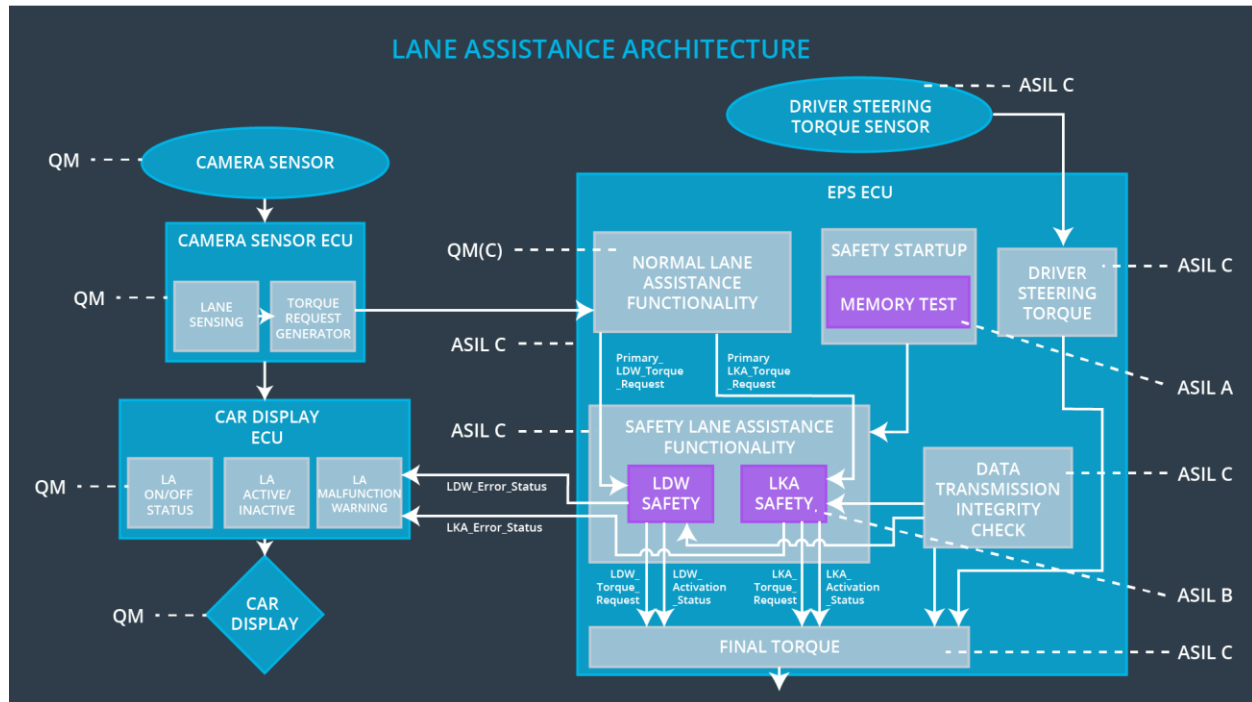 LANE ASSISTANCE ARCHITECTURE
ASIL C
DRIVER STEERING
TORQUE SENSOR
QM
CAMERA SENSOR
EPS ECU
CAMERA SENSOR ECU
QM
LANE
SENSING
TORQUE
REQUEST
GENERATOR
QM(C)
NORMAL LANE
ASSISTANCE
FUNCTIONALITY
SAFETY STARTUP
MEMORY TEST
DRIVER
STEERING
TORQUE
ASIL C
ASIL C
Primary_
LDW_Torque
_Request
Primary
LKA_Torque
_Request
ASIL A
CAR DISPLAY
ECU
QM
LA
ON/OFF
STATUS
LA
ACTIVE/
INACTIVE
LA
MALFUNCTION
WARNING
ASIL C
SAFETY LANE ASSISTANCE
FUNCTIONALITY
LDW
SAFETY
LKA
SAFETY
LDW_Error_Status
LKA_Error_Status
DATA
TRANSMISSION
INTEGRITY
CHECK
ASIL C
LDW_
Torque_
Request
LDW_
Activation
_Status
LKA_
Torque_
Request
LKA_
Activation
_Status
ASIL B
QM
CAR
DISPLAY
FINAL TORQUE
ASIL C